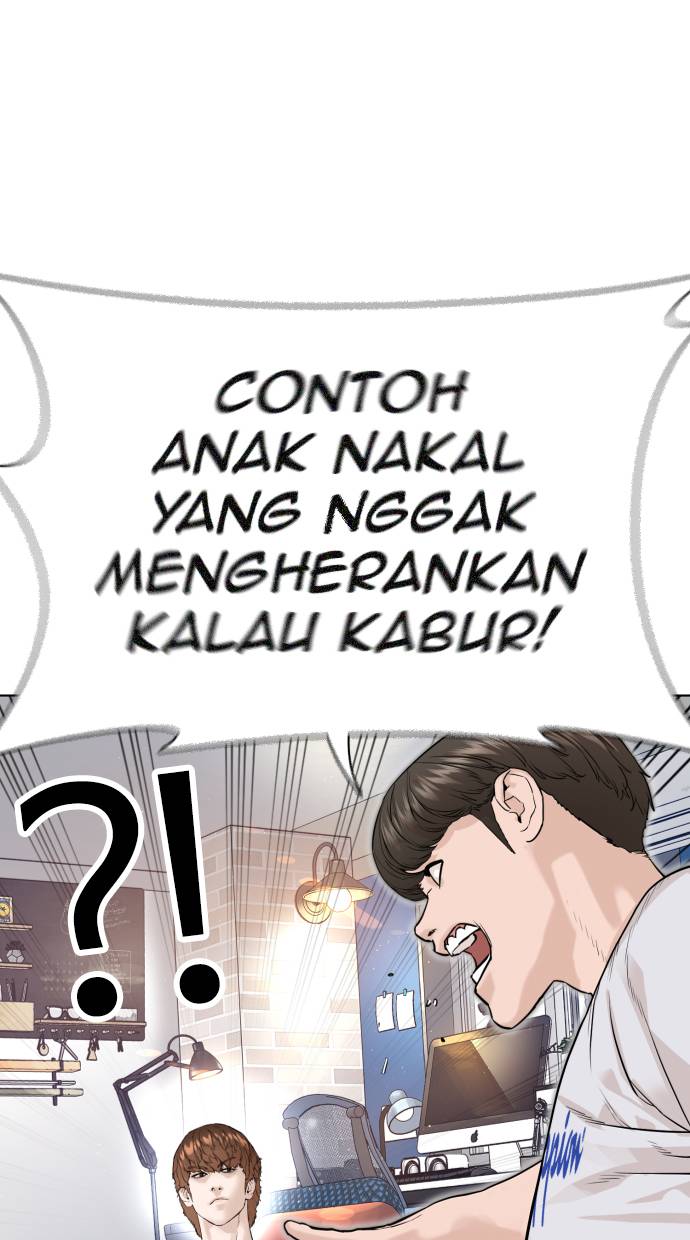 CONTOH
ANAK NAKAL
YANG NGGAK
MENGHERANKAN
KALAU KABUR!
?!